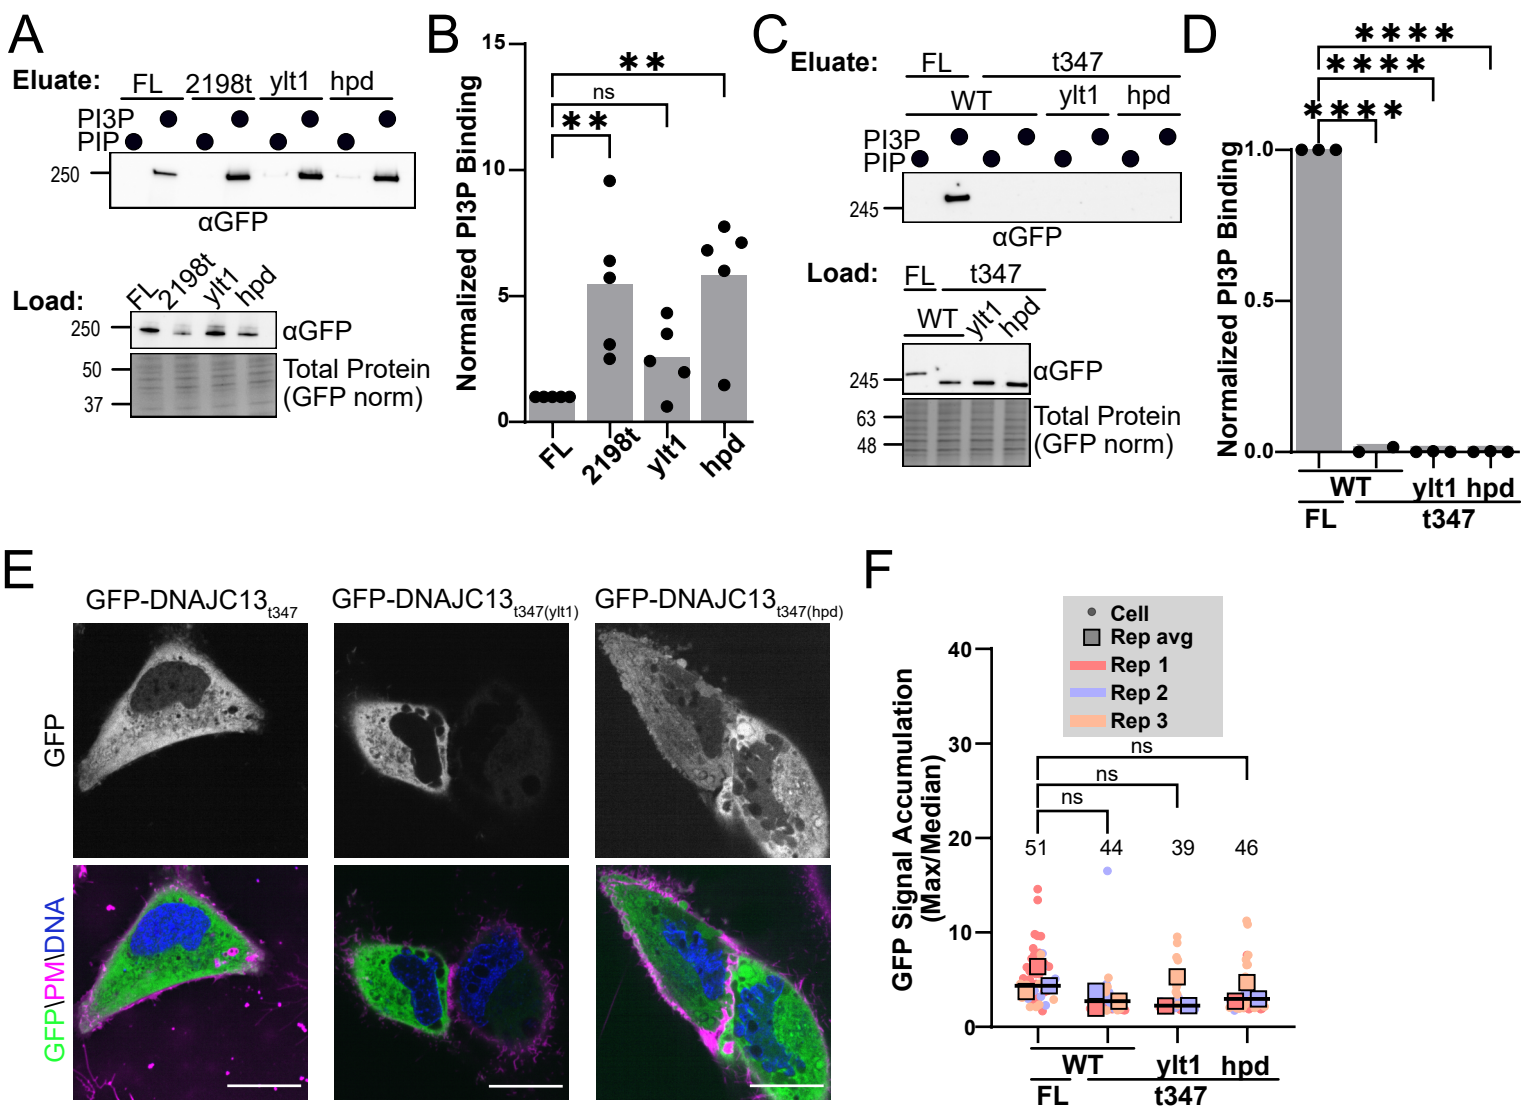 A
Eluate:
FL 2198t ylt1 hpd
PI3P
PIP
250
αGFP
Load:
FL 2198t ylt1 hpd
250
αGFP
50
37
Total Protein
(GFP norm)
B
Normalized PI3P Binding
15
10
5
0
** ns **
FL 2198t ylt1 hpd
C
Eluate:
FL t347
WT ylt1 hpd
PI3P
PIP
245
αGFP
Load:
FL t347
WT ylt1 hpd
245
αGFP
63
48
Total Protein
(GFP norm)
D
Normalized PI3P Binding
1.0
0.5
0.0
****
****
****
WT ylt1 hpd
FL t347
E
GFP-DNAJC13t347
GFP-DNAJC13t347(ylt1)
GFP-DNAJC13t347(hpd)
GFP
GFP\PM\DNA
F
Cell
Rep avg
Rep 1
Rep 2
Rep 3
GFP Signal Accumulation
(Max/Median)
40
30
20
10
0
ns
ns
ns
51 44 39 46
WT ylt1 hpd
FL t347